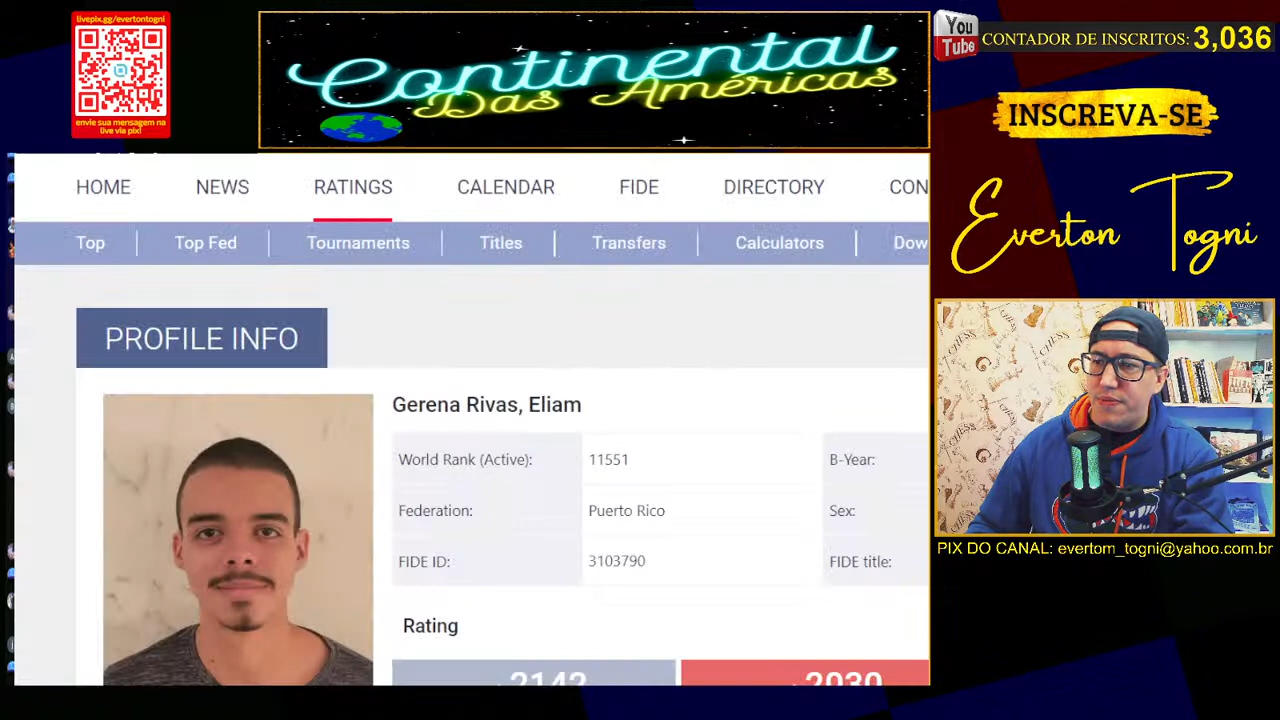 livepix.gg/evertontogni
envie sua mensagem na
live via pix!
Continental
Das Américas
You
Tube
CONTADOR DE INSCRITOS: 3,036
INSCREVA-SE
Everton Togni
HOME NEWS RATINGS CALENDAR FIDE DIRECTORY CON
Top Top Fed Tournaments Titles Transfers Calculators Dow
PROFILE INFO
Gerena Rivas, Eliam
World Rank (Active): 11551 B-Year:
Federation: Puerto Rico Sex:
FIDE ID: 3103790 FIDE title:
Rating
2142 2030
CHESS
PIX DO CANAL: evertom_togni@yahoo.com.br